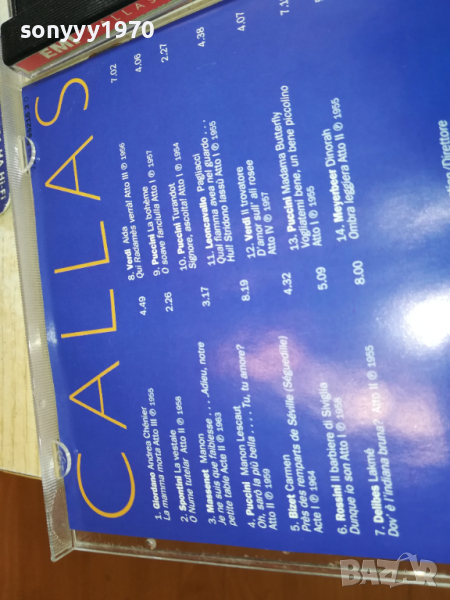 sonyyy1970
EMI
CALLAS
1. Giordano Andrea Chénier
La mamma morta Atto III ℗ 1955
4.49
2. Spontini La vestale
O Nume tutelar Atto II ℗ 1958
2.26
3. Massenet Manon
Je ne suis que faiblesse . . . . Adieu, notre
petite table Acte II ℗ 1963
3.17
4. Puccini Manon Lescaut
Oh, sarò la più bella . . . . Tu, tu amore?
Atto II ℗ 1959
8.19
5. Bizet Carmen
Près des remparts de Séville (Séguedille)
Acte I ℗ 1964
4.32
6. Rossini Il barbiere di Siviglia
Dunque io son Atto I ℗ 1958
5.09
7. Delibes Lakmé
Dov' è l'indiana bruna? Atto II ℗ 1955
8.00
8. Verdi Aida
Qui Radamès verrà! Atto III ℗ 1956
7.02
9. Puccini La bohème
O soave fanciulla Atto I ℗ 1957
4.06
10. Puccini Turandot
Signore, ascolta! Atto I ℗ 1954
2.27
11. Leoncavallo Pagliacci
Qual fiamma avea nel guardo . . .
Hui! Stridono lassù Atto I ℗ 1955
4.38
12. Verdi Il trovatore
D'amor sull' ali rosee
Atto IV ℗ 1957
4.07
13. Puccini Madama Butterfly
Vogliatemi bene, un bene piccolino
Atto I ℗ 1955
14. Meyerbeer Dinorah
Ombra leggiera Atto II ℗ 1955
/Direttore
bazar